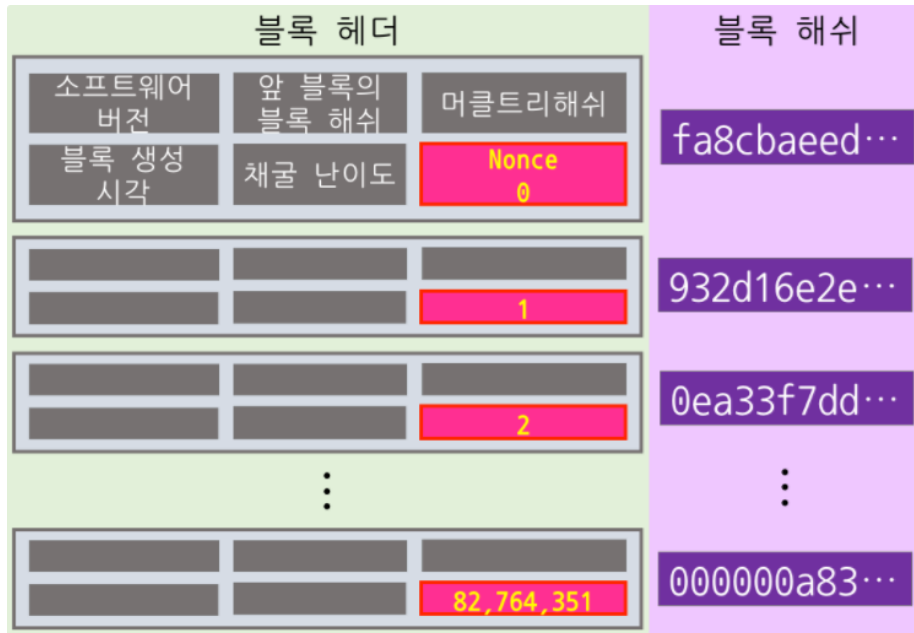 블록 헤더
블록 해쉬
소프트웨어
버전
앞 블록의
블록 해쉬
머클트리해쉬
블록 생성
시각
채굴 난이도
Nonce
0
fa8cbaeed…
1
932d16e2e…
2
0ea33f7dd…
82,764,351
000000a83…